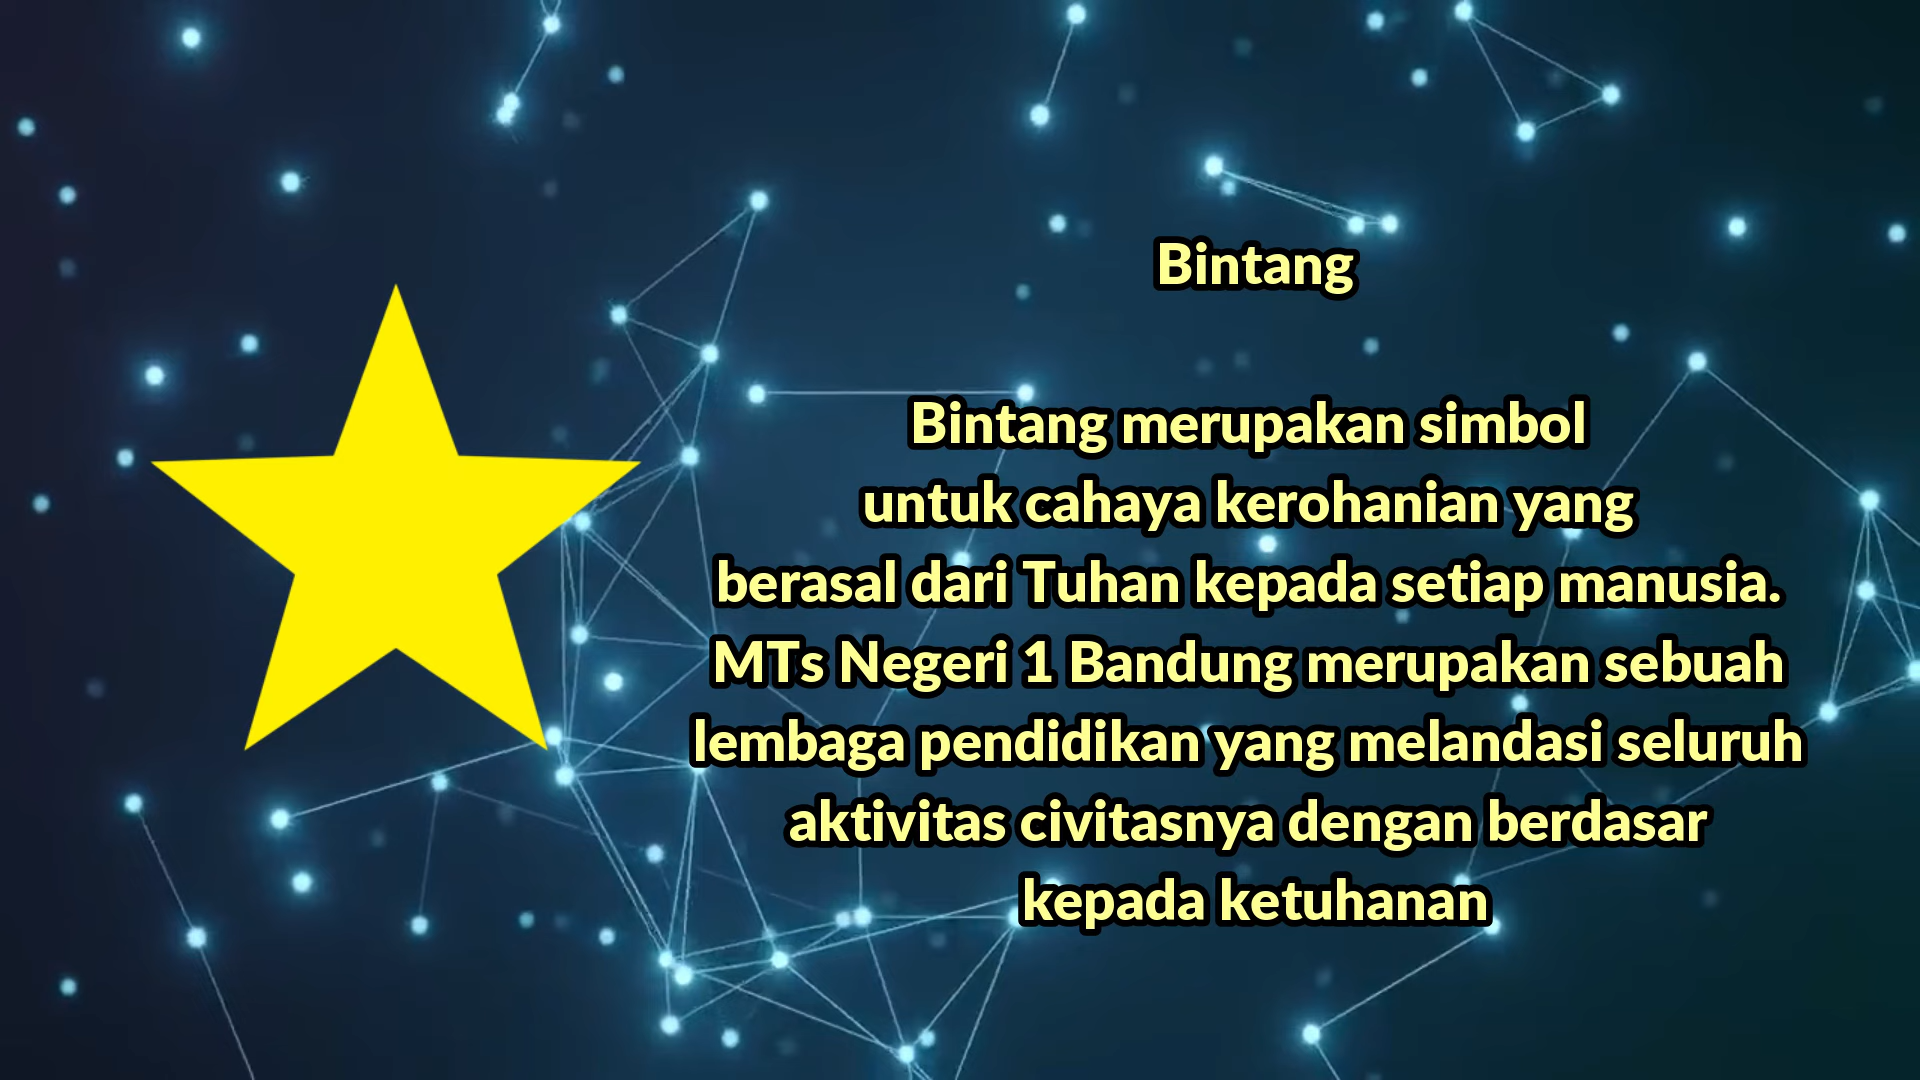 Bintang
Bintang merupakan simbol
untuk cahaya kerohanian yang
berasal dari Tuhan kepada setiap manusia.
MTs Negeri 1 Bandung merupakan sebuah
lembaga pendidikan yang melandasi seluruh
aktivitas civitasnya dengan berdasar
kepada ketuhanan